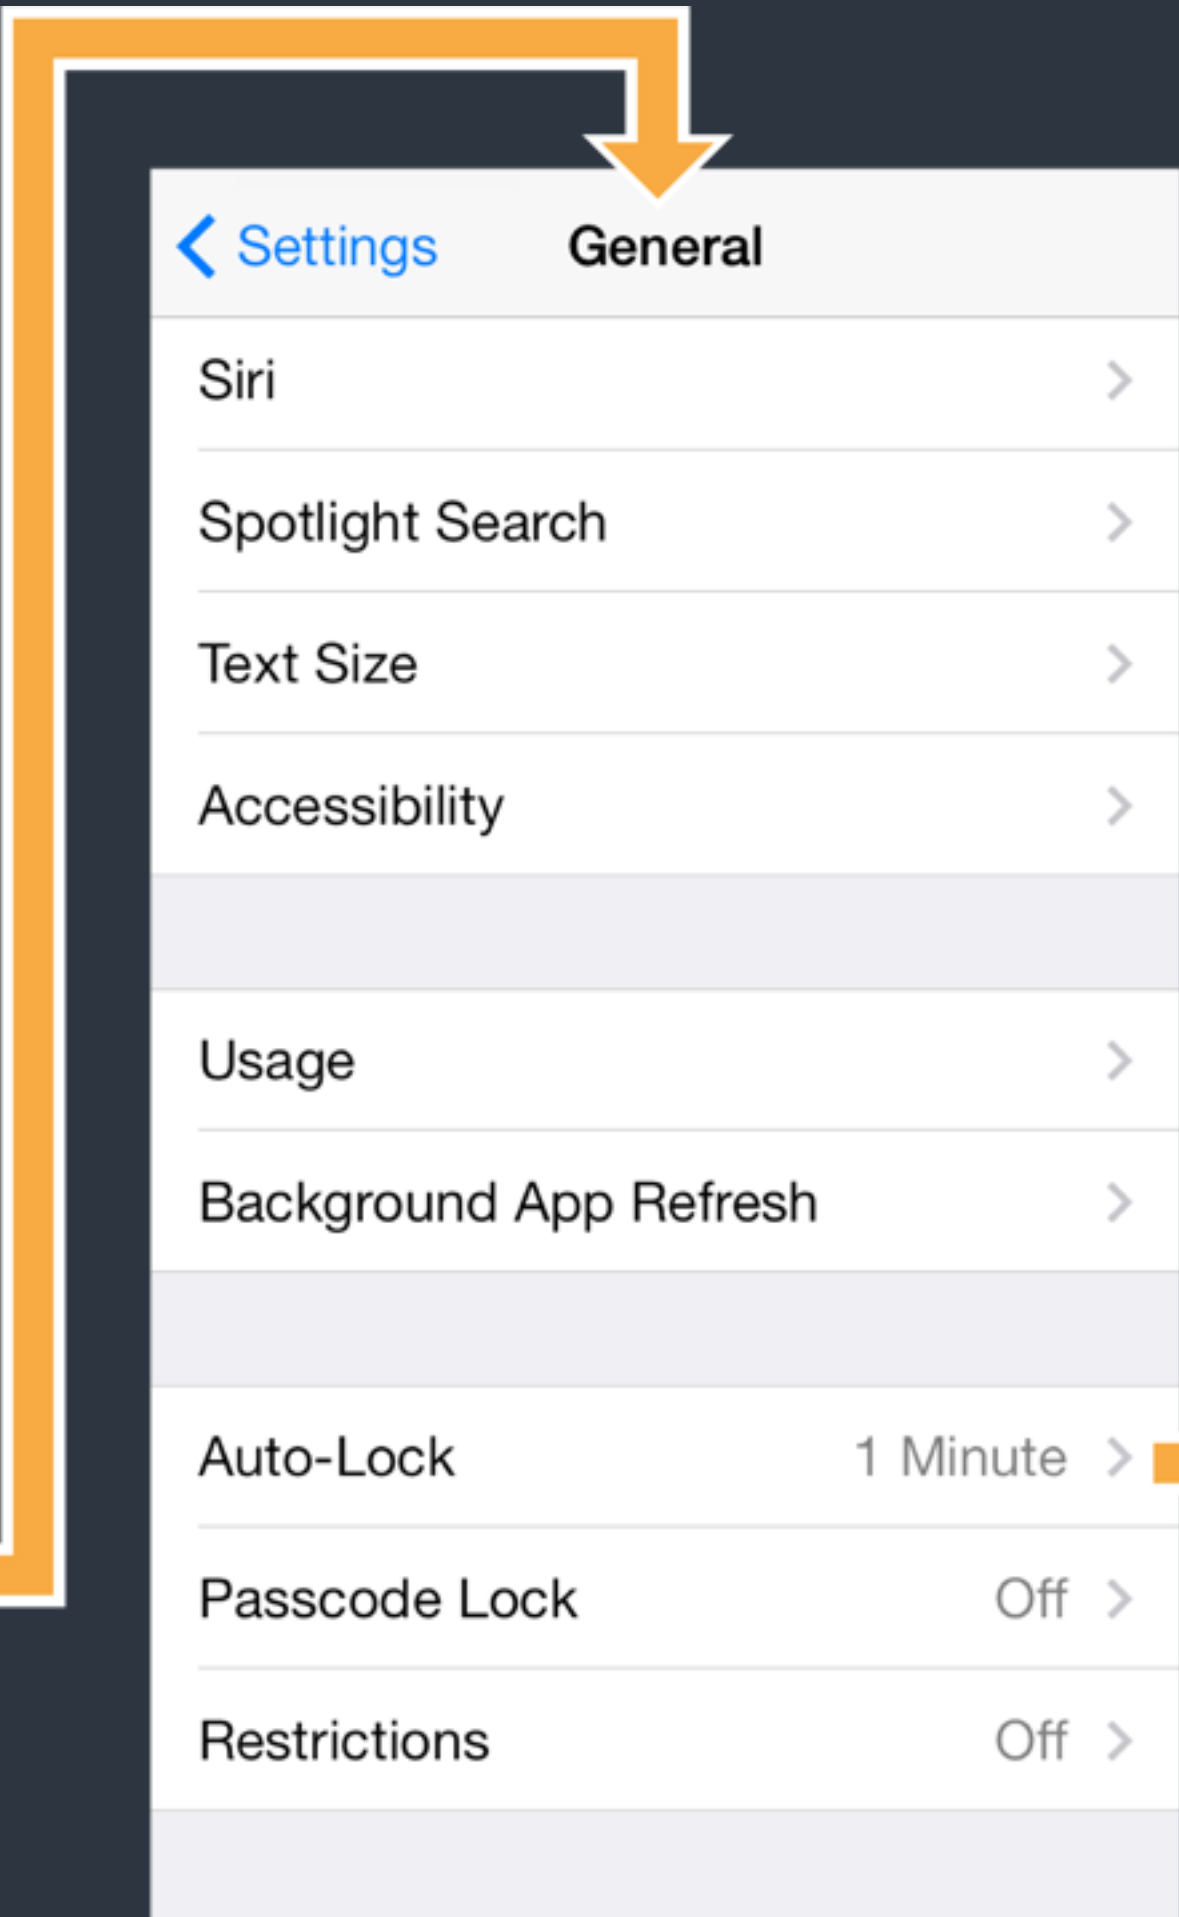 Settings General
Siri
Spotlight Search
Text Size
Accessibility
Usage
Background App Refresh
Auto-Lock 1 Minute
Passcode Lock Off
Restrictions Off